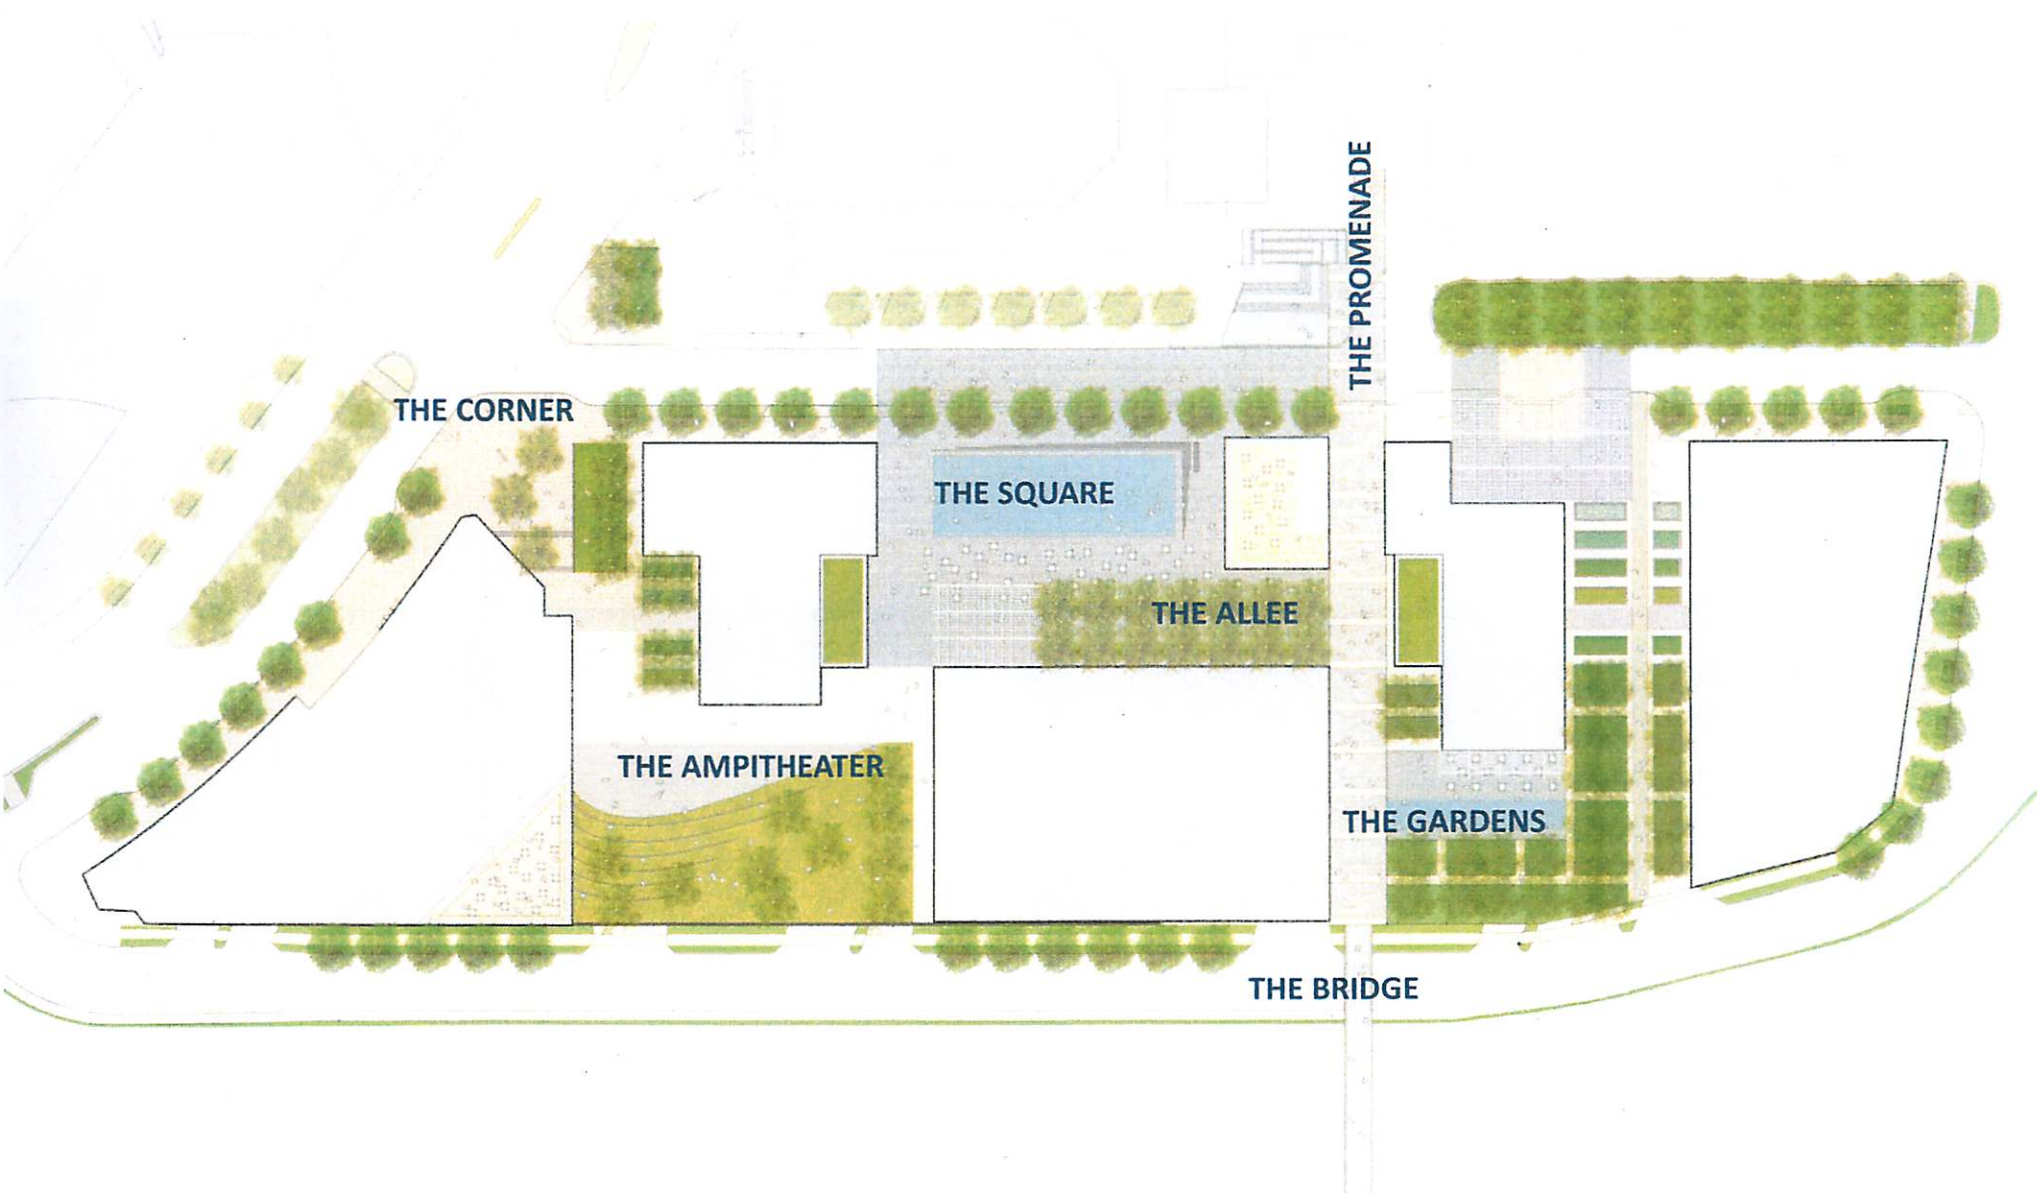 THE PROMENADE
THE CORNER
THE SQUARE
THE ALLEE
THE AMPITHEATER
THE GARDENS
THE BRIDGE